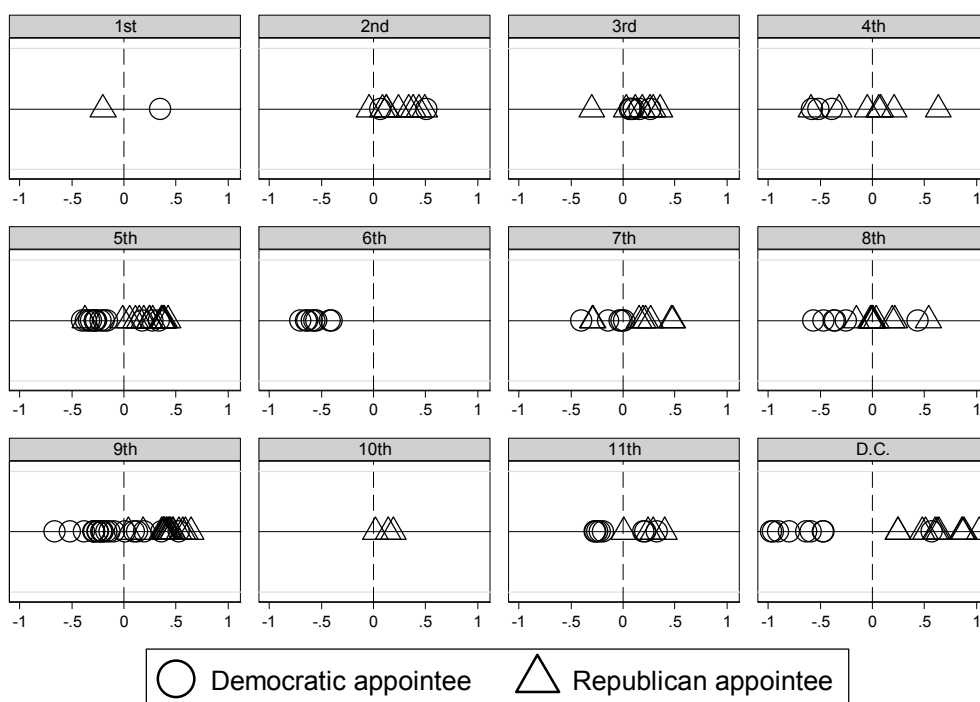 1st 2nd 3rd 4th
-1 -.5 0 .5 1 -1 -.5 0 .5 1 -1 -.5 0 .5 1 -1 -.5 0 .5 1
5th 6th 7th 8th
-1 -.5 0 .5 1 -1 -.5 0 .5 1 -1 -.5 0 .5 1 -1 -.5 0 .5 1
9th 10th 11th D.C.
-1 -.5 0 .5 1 -1 -.5 0 .5 1 -1 -.5 0 .5 1 -1 -.5 0 .5 1
Democratic appointee Republican appointee